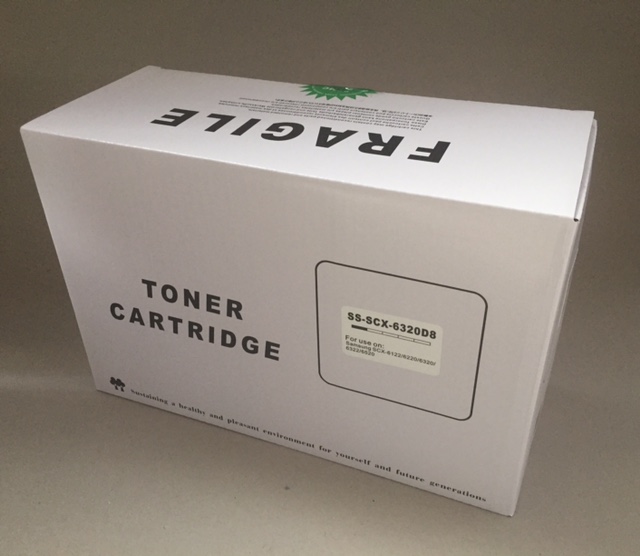 FRAGILE
TONER
CARTRIDGE
SS-SCX-6320D8
For use on:
Samsung SCX-6122/6220/6320/
6322/6520
Sustaining a healthy and pleasant environment for yourself and future generations